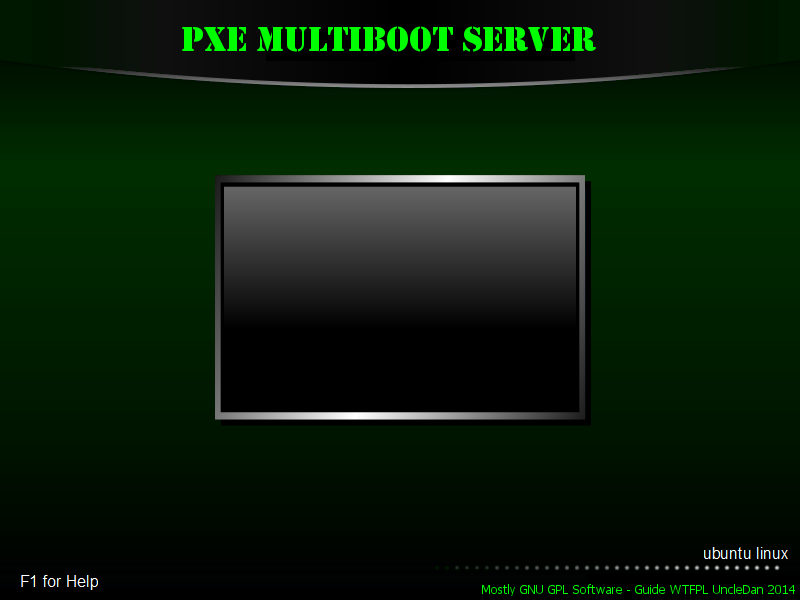 PXE MULTIBOOT SERVER
ubuntu linux
F1 for Help
Mostly GNU GPL Software - Guide WTFPL UncleDan 2014